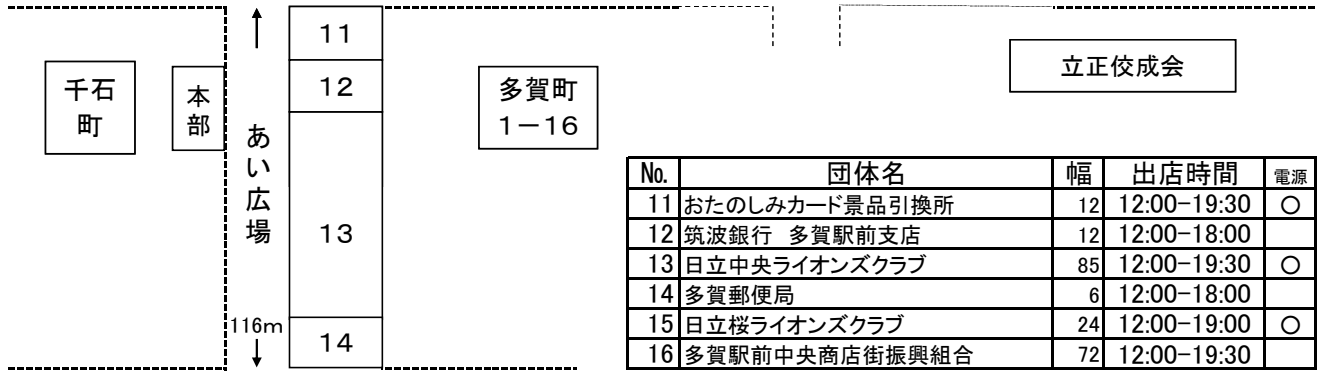 11
12
13
14
千石
町
本
部
あい広場
116m
多賀町
1－16
立正佼成会
No. 団体名 幅 出店時間 電源
11 おたのしみカード景品引換所 12 12:00-19:30 ○
12 筑波銀行　多賀駅前支店 12 12:00-18:00
13 日立中央ライオンズクラブ 85 12:00-19:30 ○
14 多賀郵便局 6 12:00-18:00
15 日立桜ライオンズクラブ 24 12:00-19:00 ○
16 多賀駅前中央商店街振興組合 72 12:00-19:30